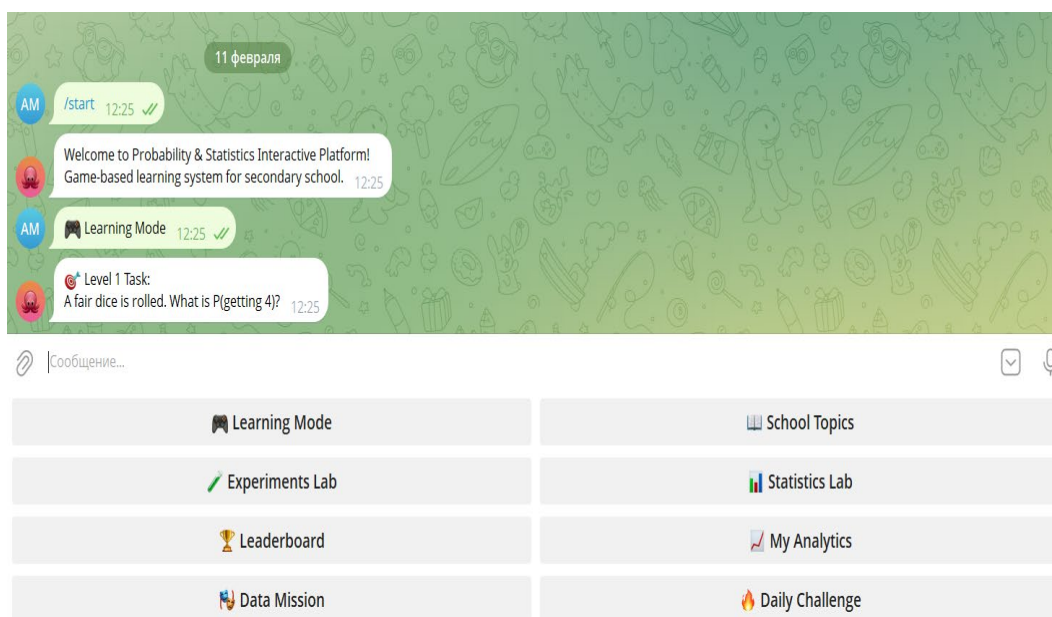 11 февраля
AM
/start 12:25
Welcome to Probability & Statistics Interactive Platform!
Game-based learning system for secondary school. 12:25
AM
Learning Mode 12:25
Level 1 Task:
A fair dice is rolled. What is P(getting 4)? 12:25
Сообщение...
Learning Mode
School Topics
Experiments Lab
Statistics Lab
Leaderboard
My Analytics
Data Mission
Daily Challenge